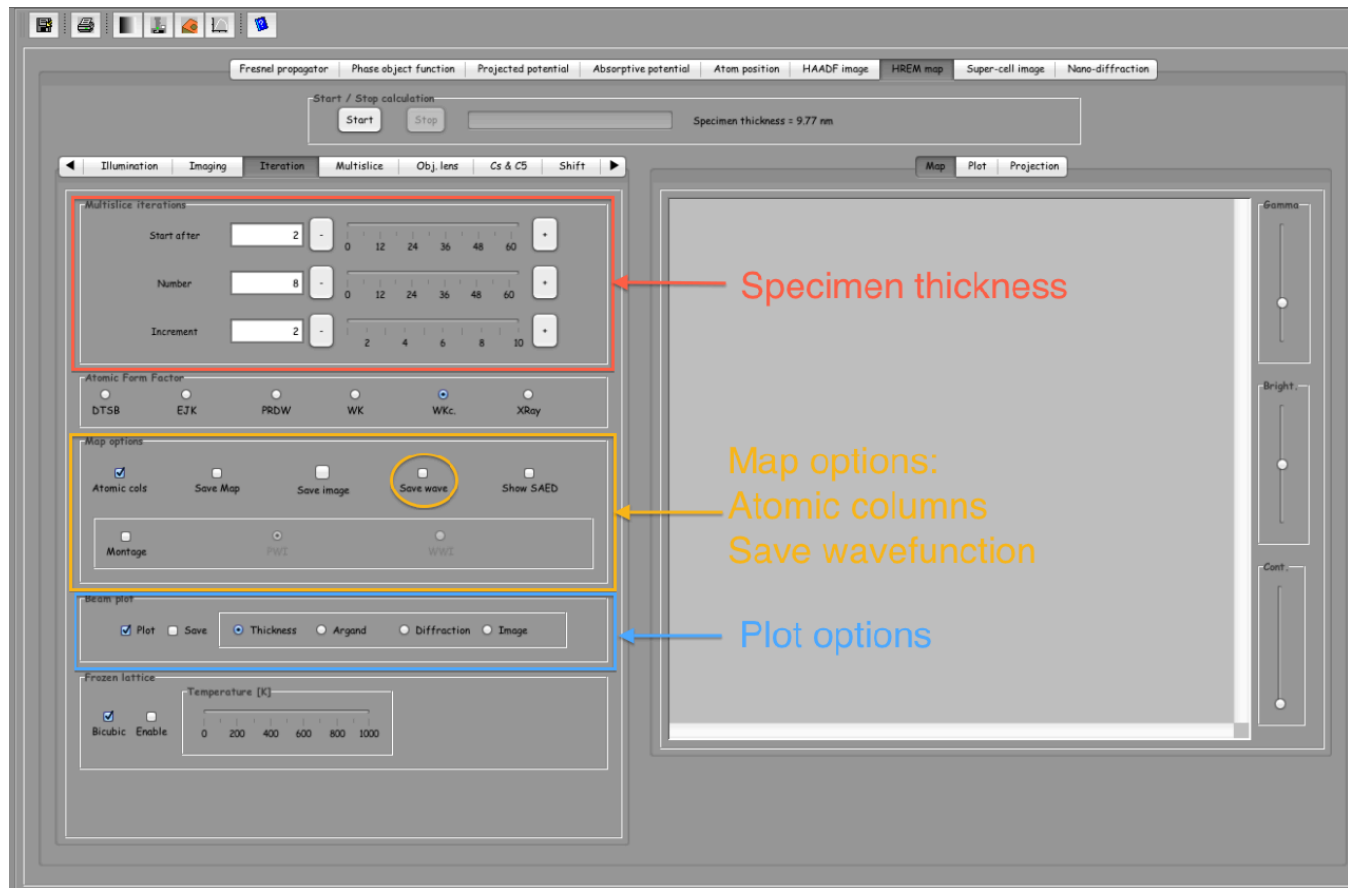 Fresnel propagator Phase object function Projected potential Absorptive potential Atom position HAADF image HREM map Super-cell image Nano-diffraction
Start / Stop calculation
Start Stop Specimen thickness = 9.77 nm
Illumination Imaging Iteration Multislice Obj. lens Cs & C5 Shift
Map Plot Projection
Multislice iterations
Start after 2 - 0 12 24 36 48 60 +
Number 8 - 0 12 24 36 48 60 +
Increment 2 - 2 4 6 8 10 +
Specimen thickness
Gamma
Atomic Form Factor
DTSB EJK PRDW WK WKc. XRay
Bright.
Map options
Atomic cols Save Map Save image Save wave Show SAED
Montage PWI WWI
Map options:
Atomic columns
Save wavefunction
Cont.
Beam plot
Plot Save Thickness Argand Diffraction Image
Plot options
Frozen lattice
Temperature [K]
Bicubic Enable 0 200 400 600 800 1000